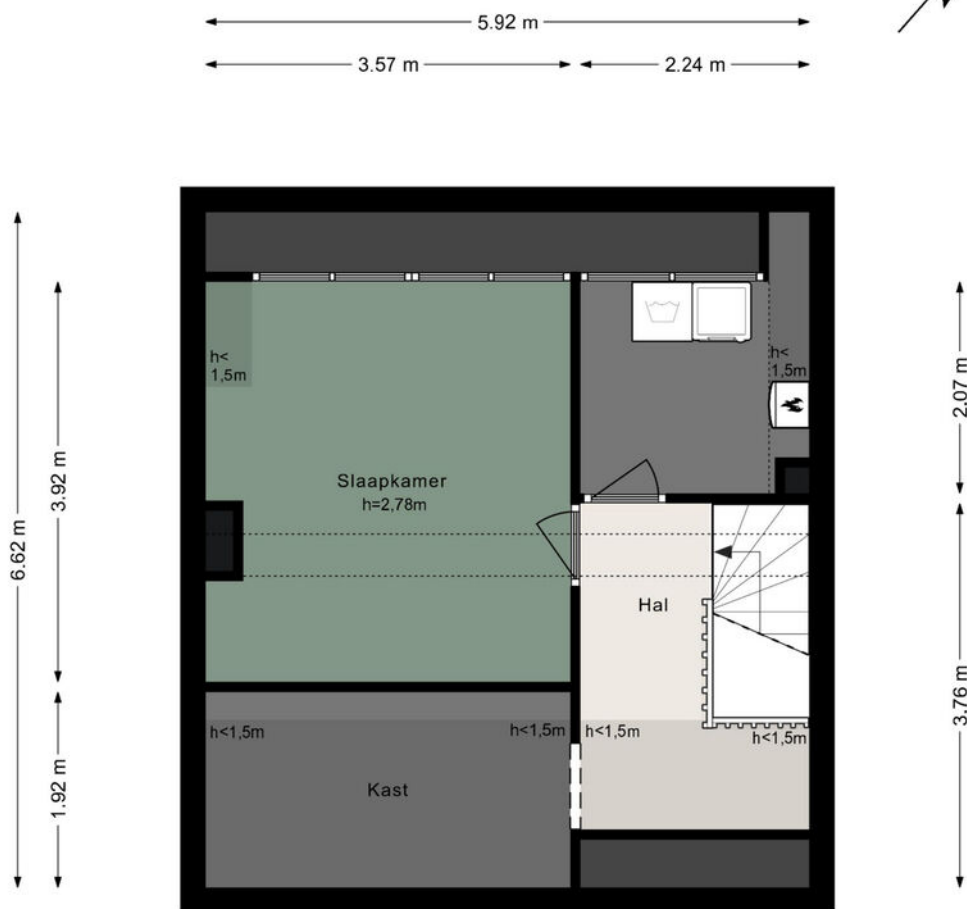 5.92 m
3.57 m
2.24 m
h<
1,5m
h<
1,5m
2.07 m
3.92 m
6.62 m
Slaapkamer
h=2,78m
Hal
3.76 m
h<1,5m
h<1,5m
h<1,5m
h<1,5m
1.92 m
Kast